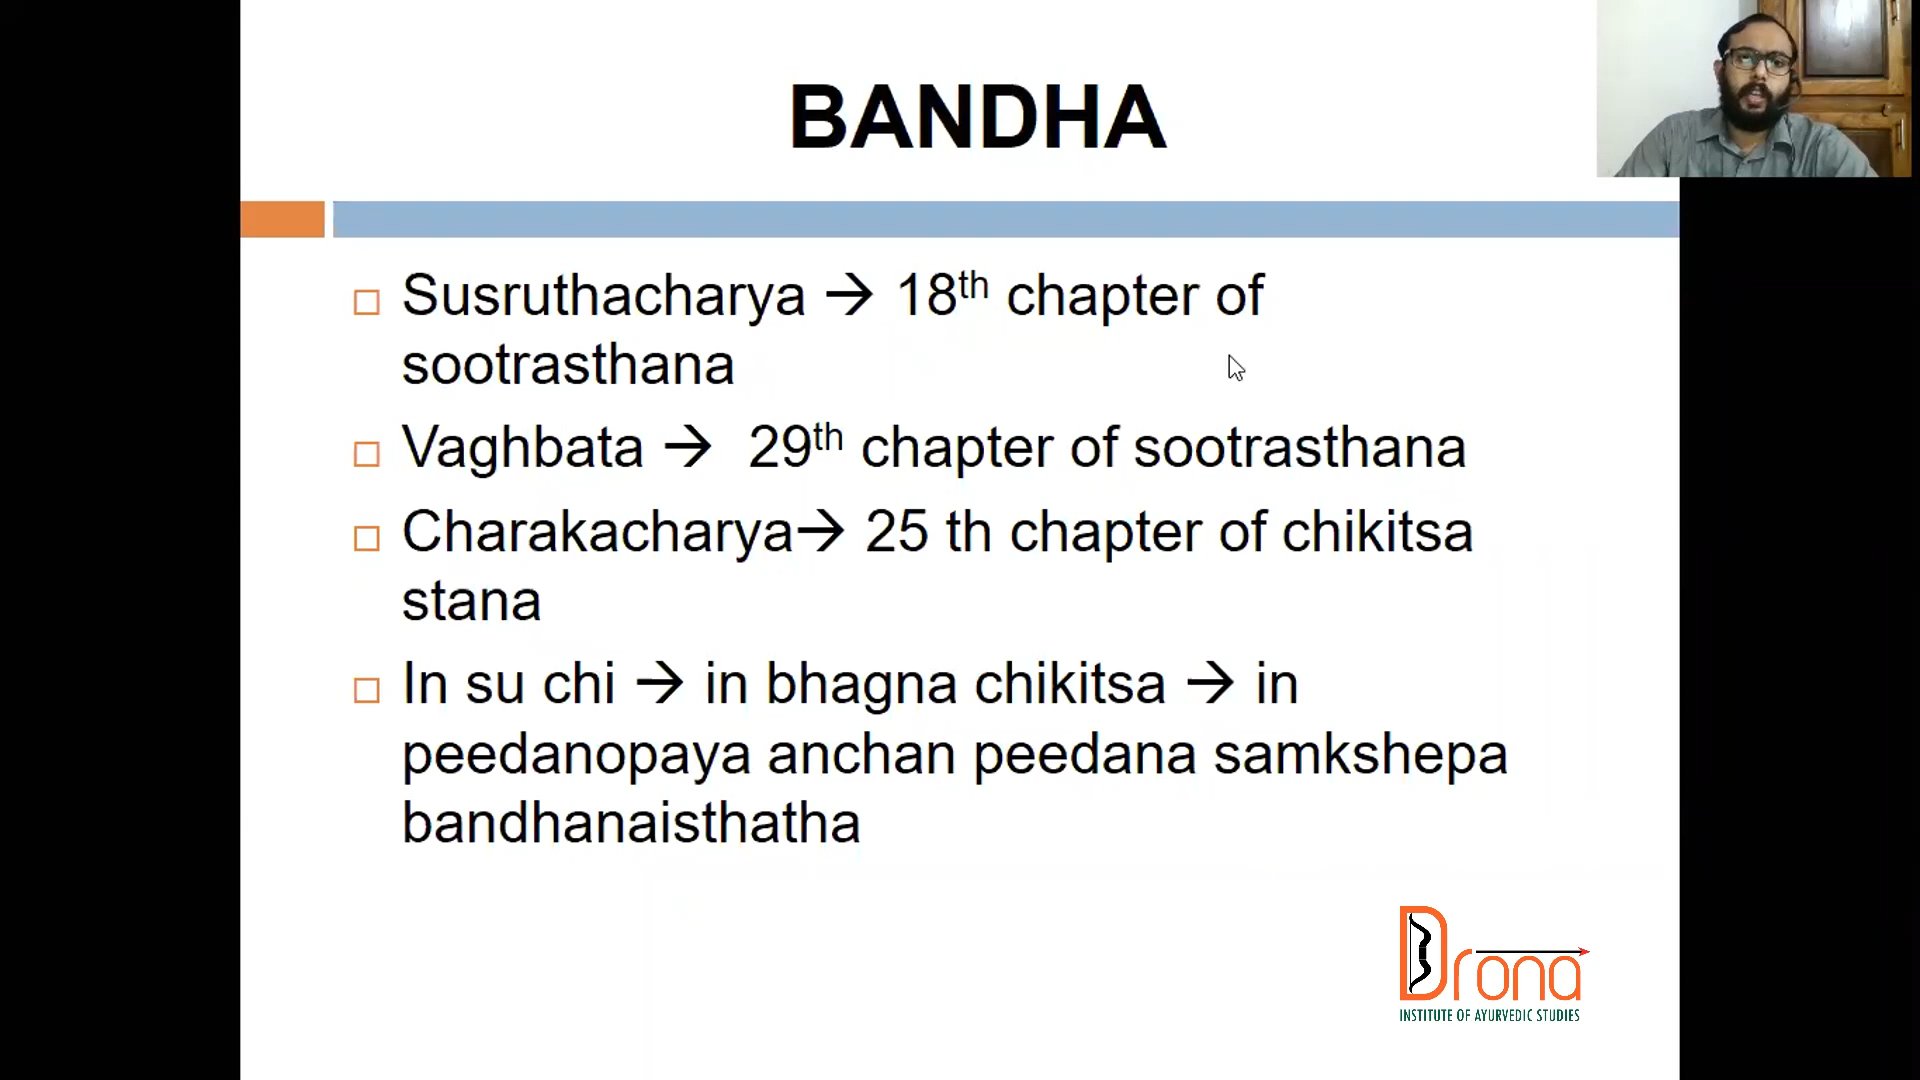 BANDHA
Susruthacharya → 18th chapter of
sootrasthana
Vaghbata → 29th chapter of sootrasthana
Charakacharya→ 25 th chapter of chikitsa
stana
In su chi → in bhagna chikitsa → in
peedanopaya anchan peedana samkshepa
bandhanaisthatha
Drona
INSTITUTE OF AYURVEDIC STUDIES